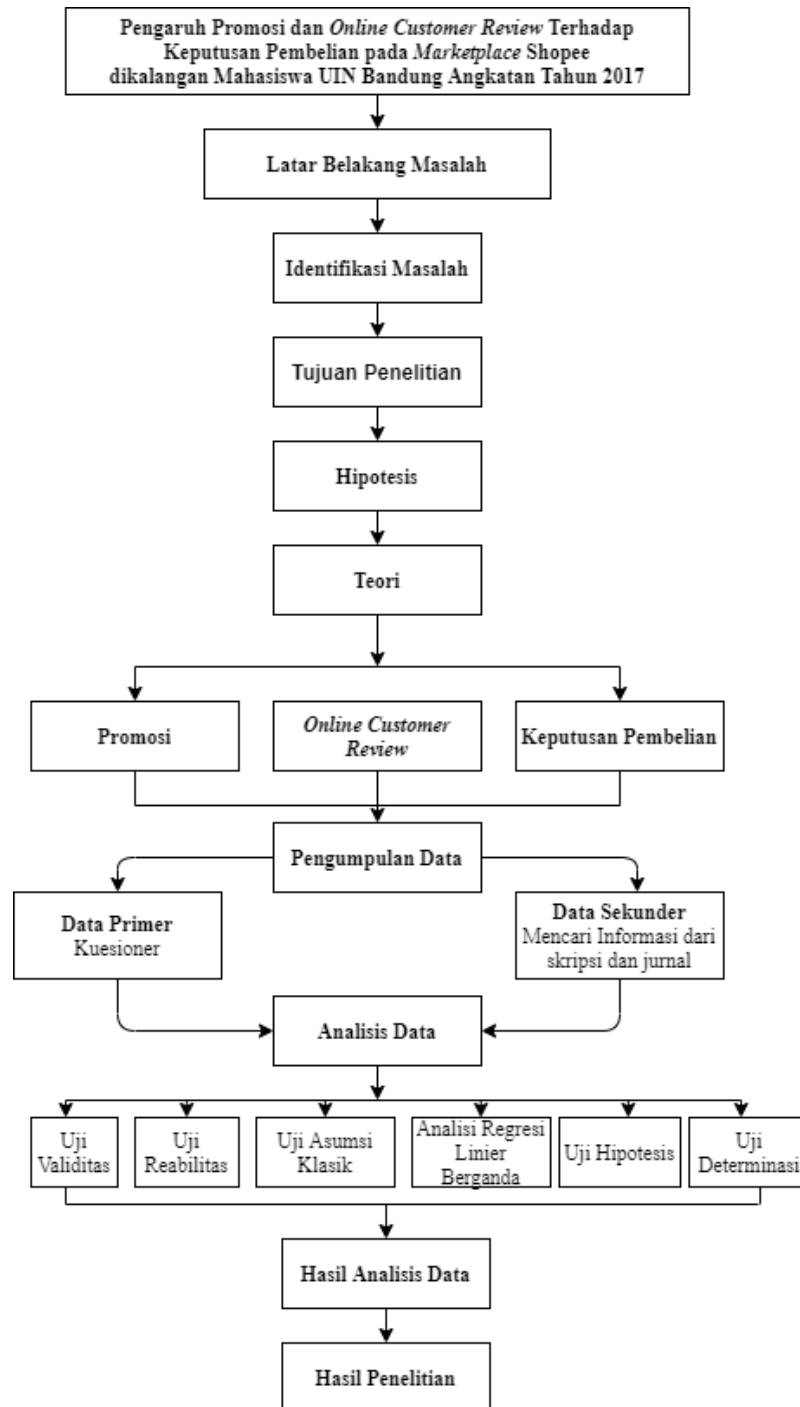 Pengaruh Promosi dan Online Customer Review Terhadap
Keputusan Pembelian pada Marketplace Shopee
dikalangan Mahasiswa UIN Bandung Angkatan Tahun 2017
Latar Belakang Masalah
Identifikasi Masalah
Tujuan Penelitian
Hipotesis
Teori
Promosi
Online Customer
Review
Keputusan Pembelian
Pengumpulan Data
Data Primer
Kuesioner
Data Sekunder
Mencari Informasi dari
skripsi dan jurnal
Analisis Data
Uji
Validitas
Uji
Reabilitas
Uji Asumsi
Klasik
Analisi Regresi
Linier
Berganda
Uji Hipotesis
Uji
Determinasi
Hasil Analisis Data
Hasil Penelitian